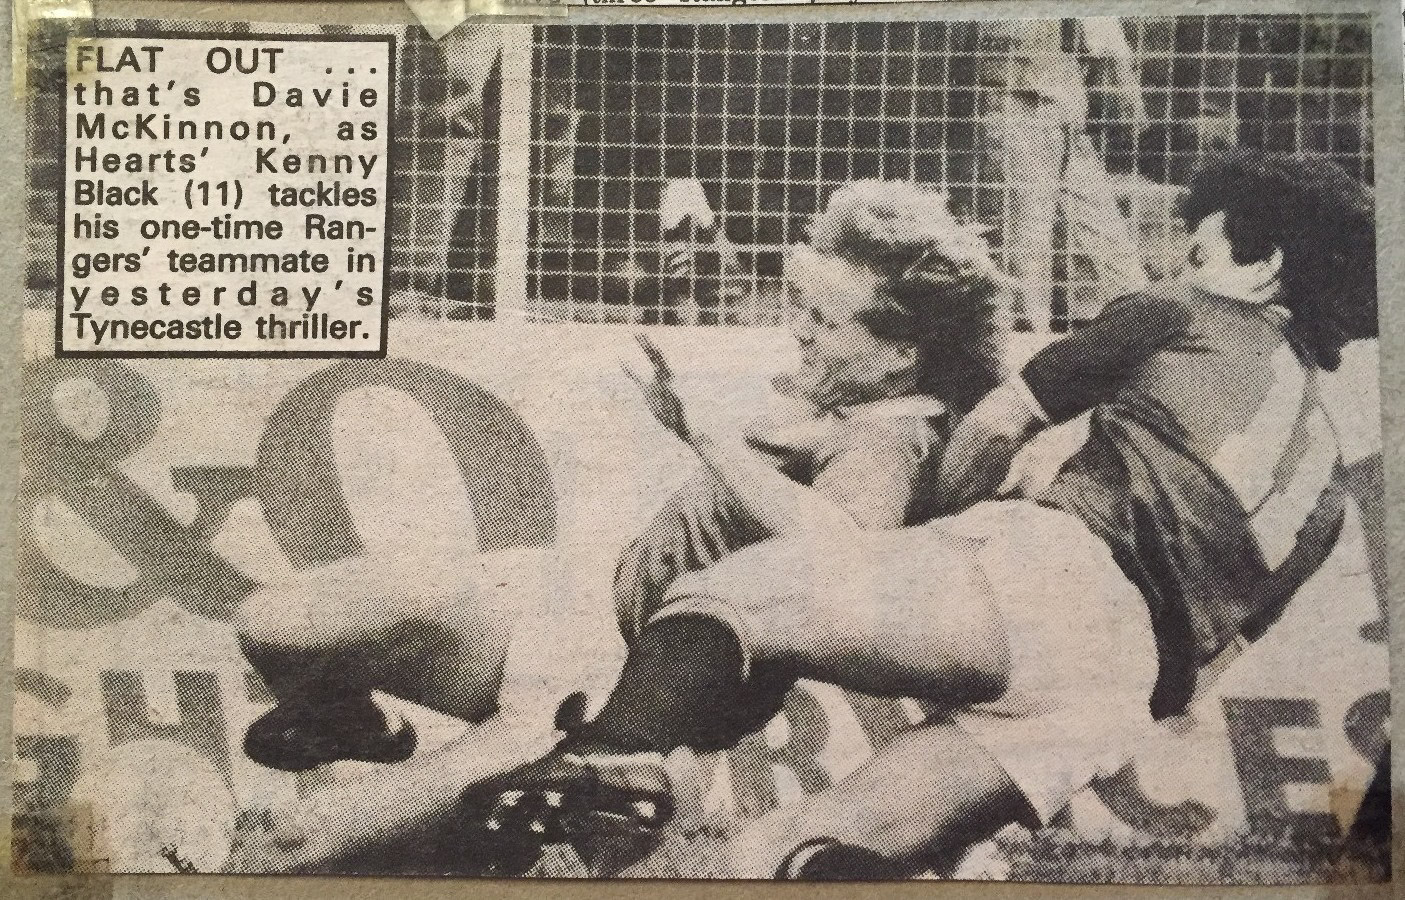 FLAT OUT ...
that's Davie
McKinnon, as
Hearts' Kenny
Black (11) tackles
his one-time Ran-
gers' teammate in
yesterday's
Tynecastle thriller.